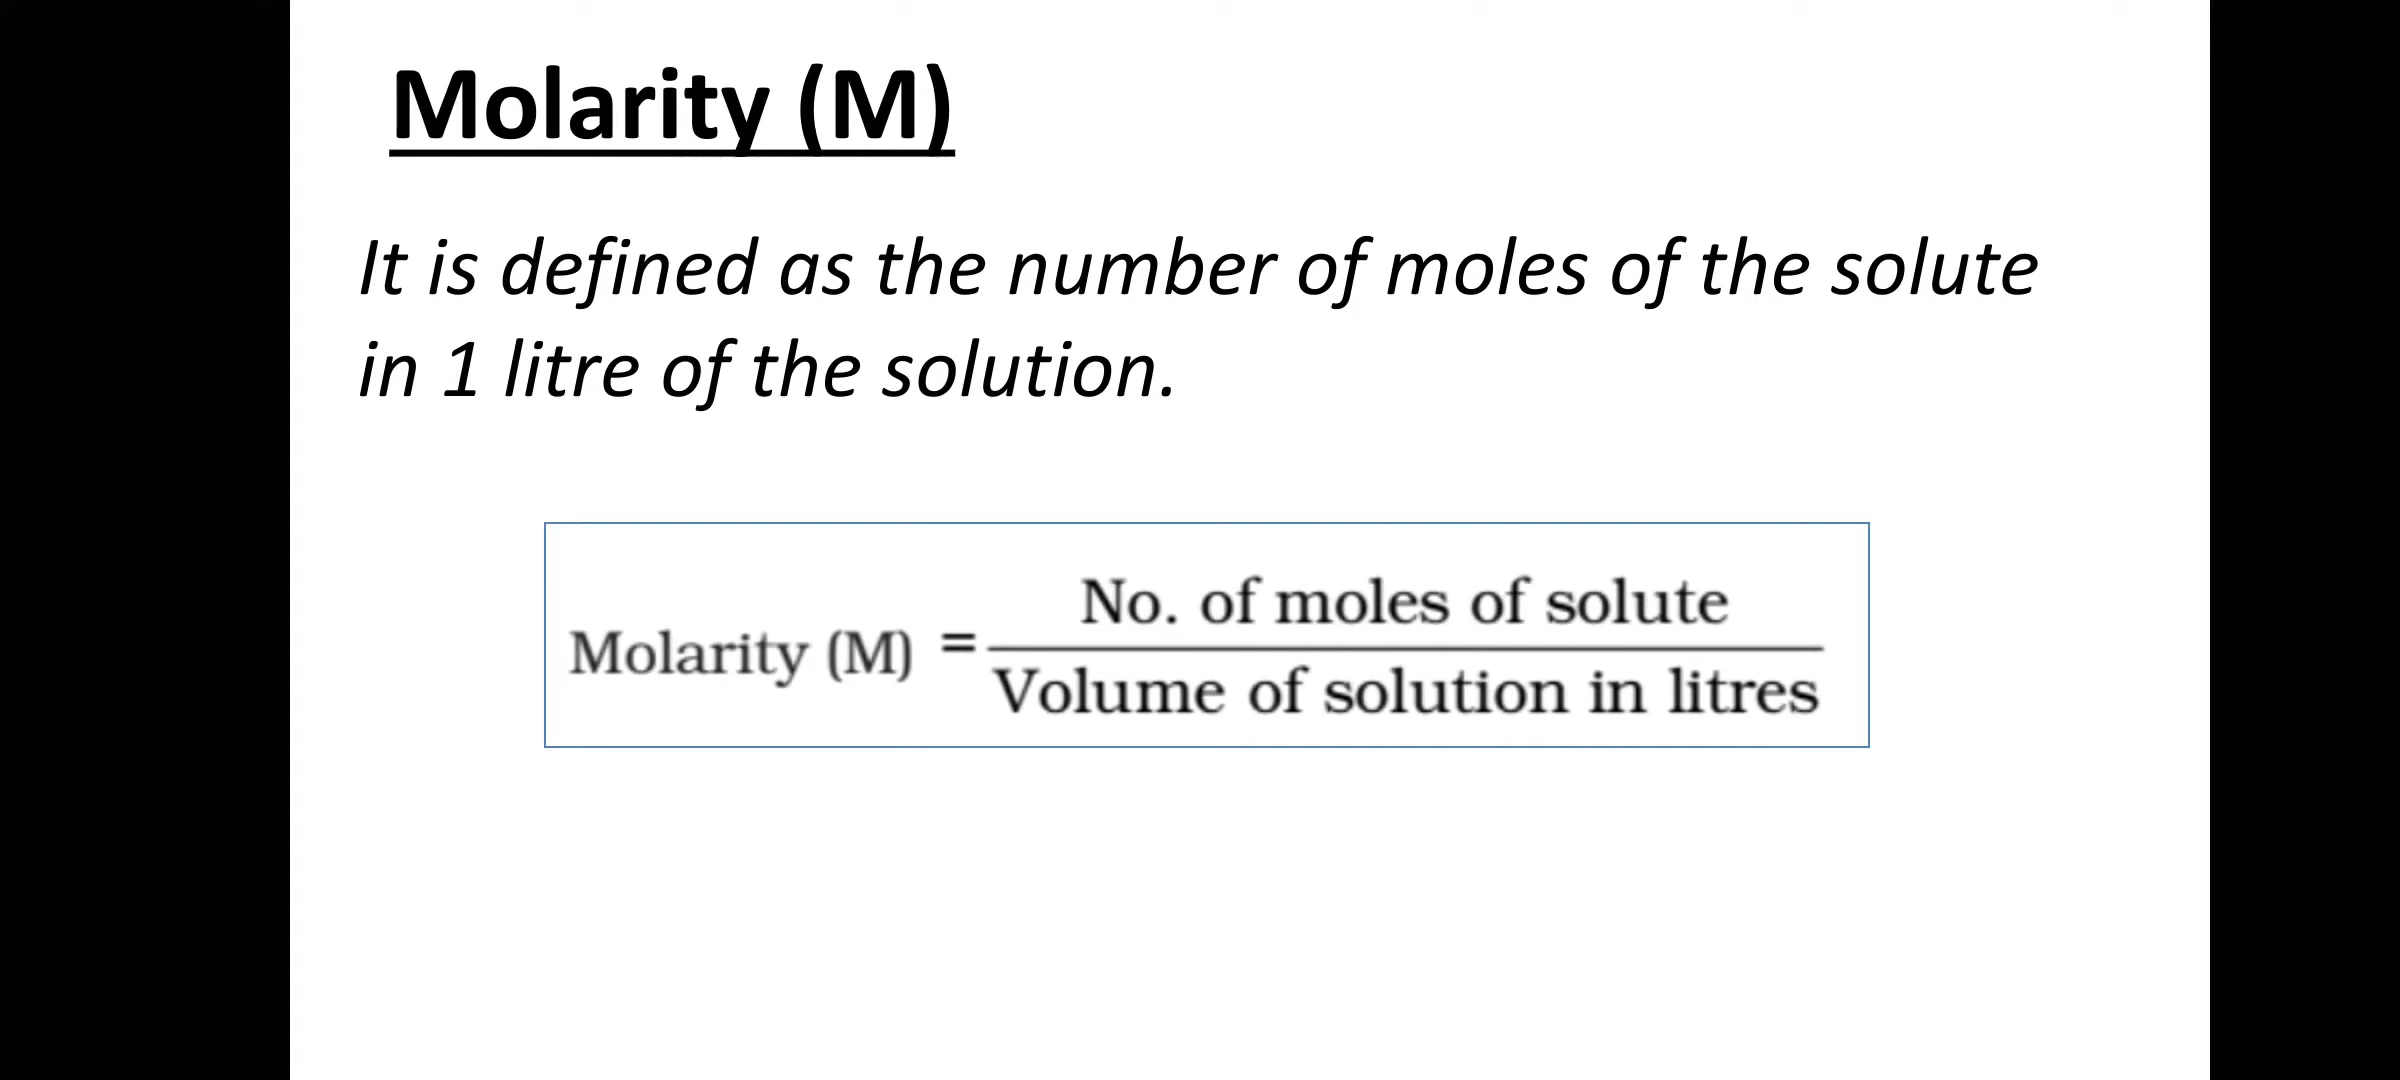 Molarity (M)
It is defined as the number of moles of the solute
in 1 litre of the solution.
Molarity (M) = No. of moles of solute
Volume of solution in litres